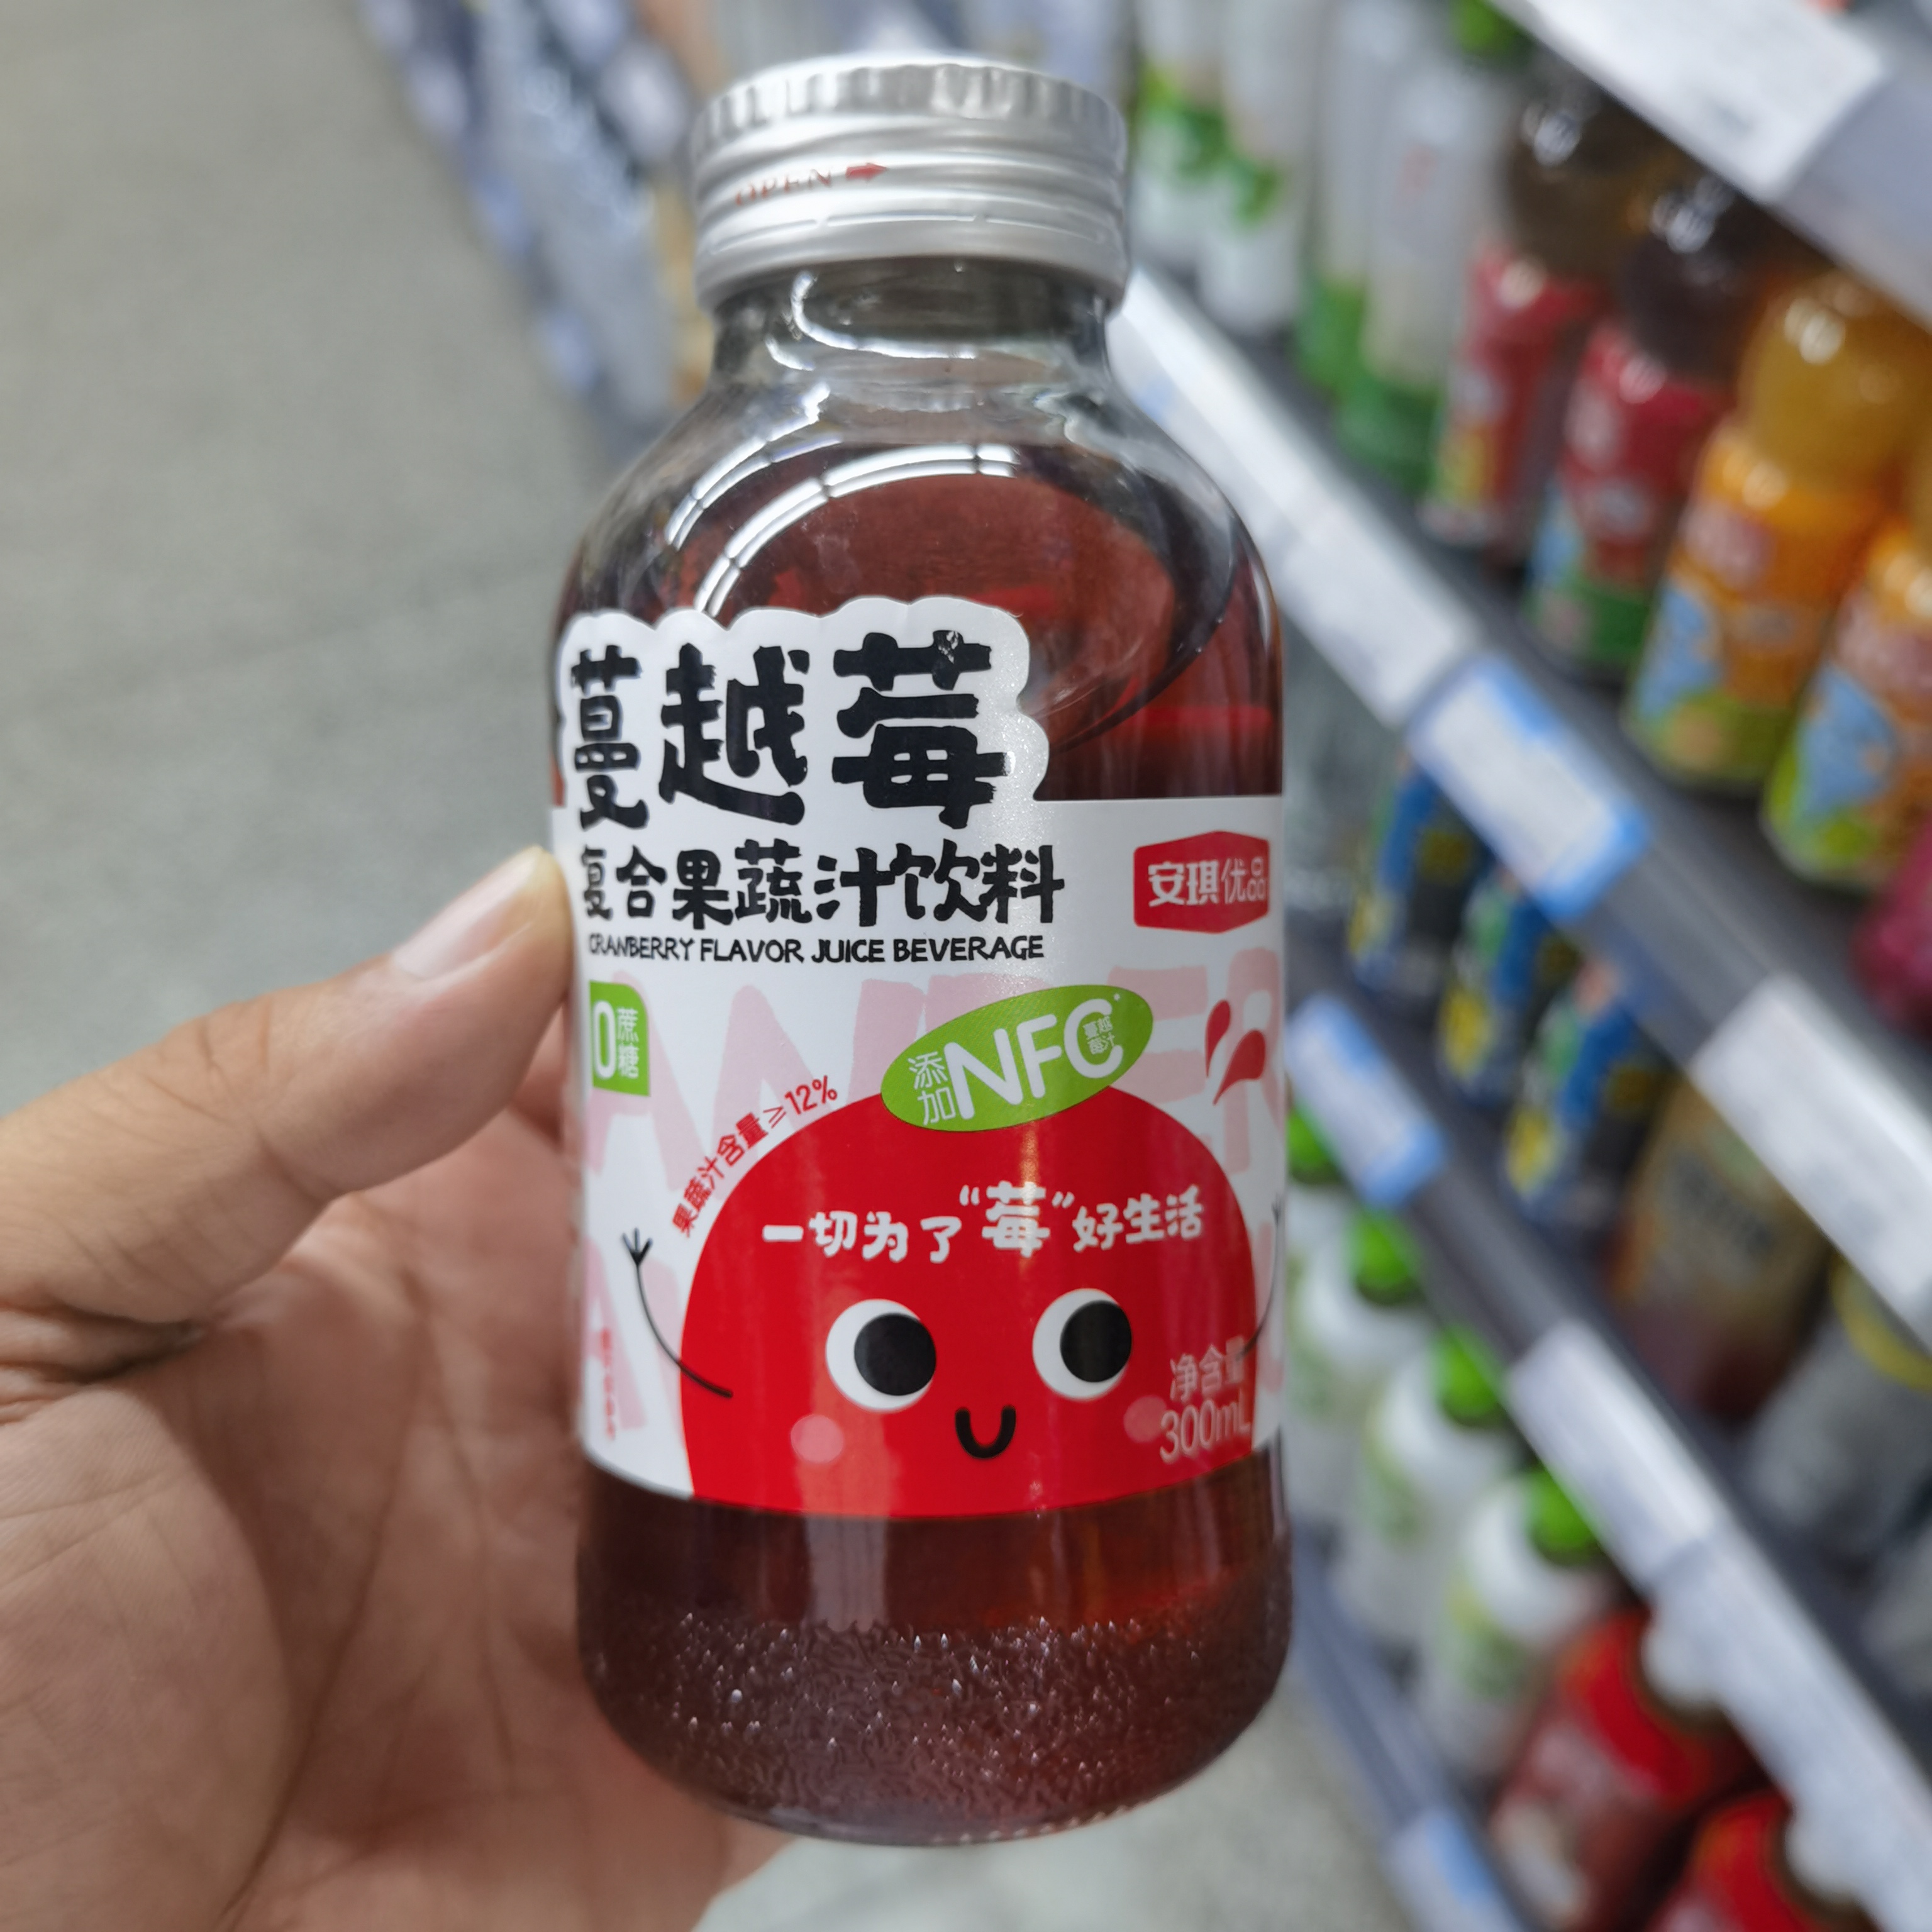 OPEN
蔓越莓
复合果蔬汁饮料
安琪优品
CRANBERRY FLAVOR JUICE BEVERAGE
0蔗糖
添加NFC蔓越莓汁
果蔬汁含量≥12%
一切为了“莓”好生活
净含量
300mL